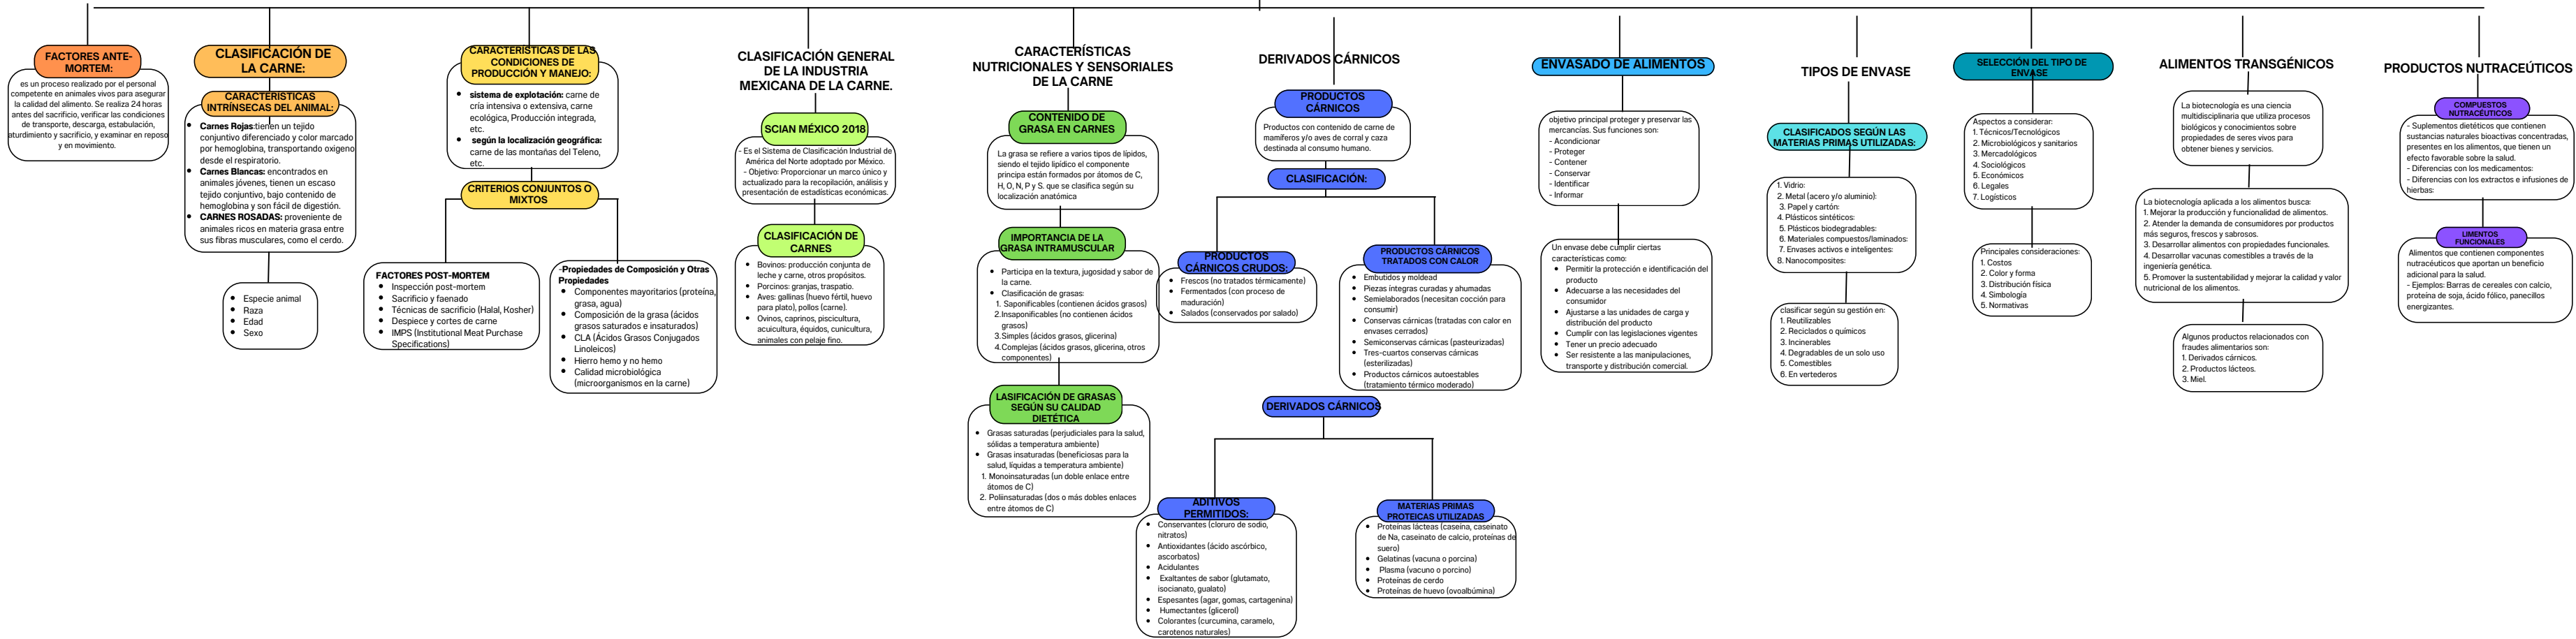 FACTORES ANTE-
MORTEM:
es un proceso realizado por el personal
competente en animales vivos para asegurar
la calidad del alimento. Se realiza 24 horas
antes del sacrificio, verificar las condiciones
de transporte, descarga, estabulación,
aturdimiento y sacrificio, y examinar en reposo
y en movimiento.
CLASIFICACIÓN DE
LA CARNE:
CARACTERÍSTICAS
INTRÍNSECAS DEL ANIMAL:
Carnes Rojas:tienen un tejido
conjuntivo diferenciado y color marcado
por hemoglobina, transportando oxigeno
desde el respiratorio.
Carnes Blancas: encontrados en
animales jóvenes, tienen un escaso
tejido conjuntivo, bajo contenido de
hemoglobina y son fácil de digestión.
CARNES ROSADAS: proveniente de
animales ricos en materia grasa entre
sus fibras musculares, como el cerdo.
Especie animal
Raza
Edad
Sexo
CARACTERISTICAS DE LAS
CONDICIONES DE
PRODUCCIÓN Y MANEJO:
sistema de explotación: carne de
cría intensiva o extensiva, carne
ecológica, Producción integrada,
etc.
según la localización geográfica:
carne de las montañas del Teleno,
etc.
CRITERIOS CONJUNTOS O
MIXTOS
FACTORES POST-MORTEM
Inspección post-mortem
Sacrificio y faenado
Técnicas de sacrificio (Halal, Kosher)
Despiece y cortes de carne
IMPS (Institutional Meat Purchase
Specifications)
-Propiedades de Composición y Otras
Propiedades
Componentes mayoritarios (proteína,
grasa, agua)
Composición de la grasa (ácidos
grasos saturados e insaturados)
CLA (Ácidos Grasos Conjugados
Linoleicos)
Hierro hemo y no hemo
Calidad microbiológica
(microorganismos en la carne)
CLASIFICACIÓN GENERAL
DE LA INDUSTRIA
MEXICANA DE LA CARNE.
SCIAN MÉXICO 2018
- Es el Sistema de Clasificación Industrial de
América del Norte adoptado por México.
- Objetivo: Proporcionar un marco único y
actualizado para la recopilación, análisis y
presentación de estadísticas económicas.
CLASIFICACIÓN DE
CARNES
Bovinos: producción conjunta de
leche y carne, otros propósitos.
Porcinos: granjas, traspatio.
Aves: gallinas (huevo fértil, huevo
para plato), pollos (carne).
Ovinos, caprinos, piscicultura,
acuicultura, équidos, cunicultura,
animales con pelaje fino.
CARACTERÍSTICAS
NUTRICIONALES Y SENSORIALES
DE LA CARNE
CONTENIDO DE
GRASA EN CARNES
La grasa se refiere a varios tipos de lípidos,
siendo el tejido lipídico el componente
principa están formados por átomos de C,
H, O, N, P y S. que se clasifica según su
localización anatómica
IMPORTANCIA DE LA
GRASA INTRAMUSCULAR
Participa en la textura, jugosidad y sabor de
la carne.
Clasificación de grasas:
1. Saponificables (contienen ácidos grasos)
2.Insaponificables (no contienen ácidos
grasos)
3. Simples (ácidos grasos, glicerina)
4.Complejas (ácidos grasos, glicerina, otros
componentes)
LASIFICACIÓN DE GRASAS
SEGÚN SU CALIDAD
DIETÉTICA
Grasas saturadas (perjudiciales para la salud,
sólidas a temperatura ambiente)
Grasas insaturadas (beneficiosas para la
salud, líquidas a temperatura ambiente)
1. Monoinsaturadas (un doble enlace entre
átomos de C)
2. Poliinsaturadas (dos o más dobles enlaces
entre átomos de C)
DERIVADOS CÁRNICOS
PRODUCTOS
CÁRNICOS
Productos con contenido de carne de
mamíferos y/o aves de corral y caza
destinada al consumo humano.
CLASIFICACIÓN:
PRODUCTOS
CÁRNICOS CRUDOS:
Frescos (no tratados térmicamente)
Fermentados (con proceso de
maduración)
Salados (conservados por salado)
PRODUCTOS CÁRNICOS
TRATADOS CON CALOR
Embutidos y moldead
Piezas íntegras curadas y ahumadas
Semielaborados (necesitan cocción para
consumir)
Conservas cárnicas (tratadas con calor en
envases cerrados)
Semiconservas cárnicas (pasteurizadas)
Tres-cuartos conservas cárnicas
(esterilizadas)
Productos cárnicos autoestables
(tratamiento térmico moderado)
DERIVADOS CÁRNICOS
ADITIVOS
PERMITIDOS:
Conservantes (cloruro de sodio,
nitratos)
Antioxidantes (ácido ascórbico,
ascorbatos)
Acidulantes
Exaltantes de sabor (glutamato,
isocianato, gualato)
Espesantes (agar, gomas, cartagenina)
Humectantes (glicerol)
Colorantes (curcumina, caramelo,
carotenos naturales)
MATERIAS PRIMAS
PROTEICAS UTILIZADAS
Proteínas lácteas (caseína, caseinato
de Na, caseinato de calcio, proteínas de
suero)
Gelatinas (vacuna o porcina)
Plasma (vacuno o porcino)
Proteínas de cerdo
Proteínas de huevo (ovoalbúmina)
ENVASADO DE ALIMENTOS
objetivo principal proteger y preservar las
mercancías. Sus funciones son:
- Acondicionar
- Proteger
- Contener
- Conservar
- Identificar
- Informar
Un envase debe cumplir ciertas
características como:
Permitir la protección e identificación del
producto
Adecuarse a las necesidades del
consumidor
Ajustarse a las unidades de carga y
distribución del producto
Cumplir con las legislaciones vigentes
Tener un precio adecuado
Ser resistente a las manipulaciones,
transporte y distribución comercial.
TIPOS DE ENVASE
CLASIFICADOS SEGÚN LAS
MATERIAS PRIMAS UTILIZADAS:
1. Vidrio:
2. Metal (acero y/o aluminio):
3. Papel y cartón:
4. Plásticos sintéticos:
5. Plásticos biodegradables:
6. Materiales compuestos/laminados:
7. Envases activos e inteligentes:
8. Nanocomposites:
clasificar según su gestión en:
1. Reutilizables
2. Reciclados o químicos
3. Incinerables
4. Degradables de un solo uso
5. Comestibles
6. En vertederos
SELECCIÓN DEL TIPO DE
ENVASE
Aspectos a considerar:
1. Técnicos/Tecnológicos
2. Microbiológicos y sanitarios
3. Mercadológicos
4. Sociológicos
5. Económicos
6. Legales
7. Logísticos
Principales consideraciones:
1. Costos
2. Color y forma
3. Distribución física
4. Simbología
5. Normativas
ALIMENTOS TRANSGÉNICOS
La biotecnología es una ciencia
multidisciplinaria que utiliza procesos
biológicos y conocimientos sobre
propiedades de seres vivos para
obtener bienes y servicios.
La biotecnología aplicada a los alimentos busca:
1. Mejorar la producción y funcionalidad de alimentos.
2. Atender la demanda de consumidores por productos
más seguros, frescos y sabrosos.
3. Desarrollar alimentos con propiedades funcionales.
4. Desarrollar vacunas comestibles a través de la
ingeniería genética.
5. Promover la sustentabilidad y mejorar la calidad y valor
nutricional de los alimentos.
Algunos productos relacionados con
fraudes alimentarios son:
1. Derivados cárnicos.
2. Productos lácteos.
3. Miel.
PRODUCTOS NUTRACEÚTICOS
COMPUESTOS
NUTRACÉUTICOS
- Suplementos dietéticos que contienen
sustancias naturales bioactivas concentradas,
presentes en los alimentos, que tienen un
efecto favorable sobre la salud.
- Diferencias con los medicamentos:
- Diferencias con los extractos e infusiones de
hierbas:
LIMENTOS
FUNCIONALES
Alimentos que contienen componentes
nutracéuticos que aportan un beneficio
adicional para la salud.
- Ejemplos: Barras de cereales con calcio,
proteína de soja, ácido fólico, panecillos
energizantes.